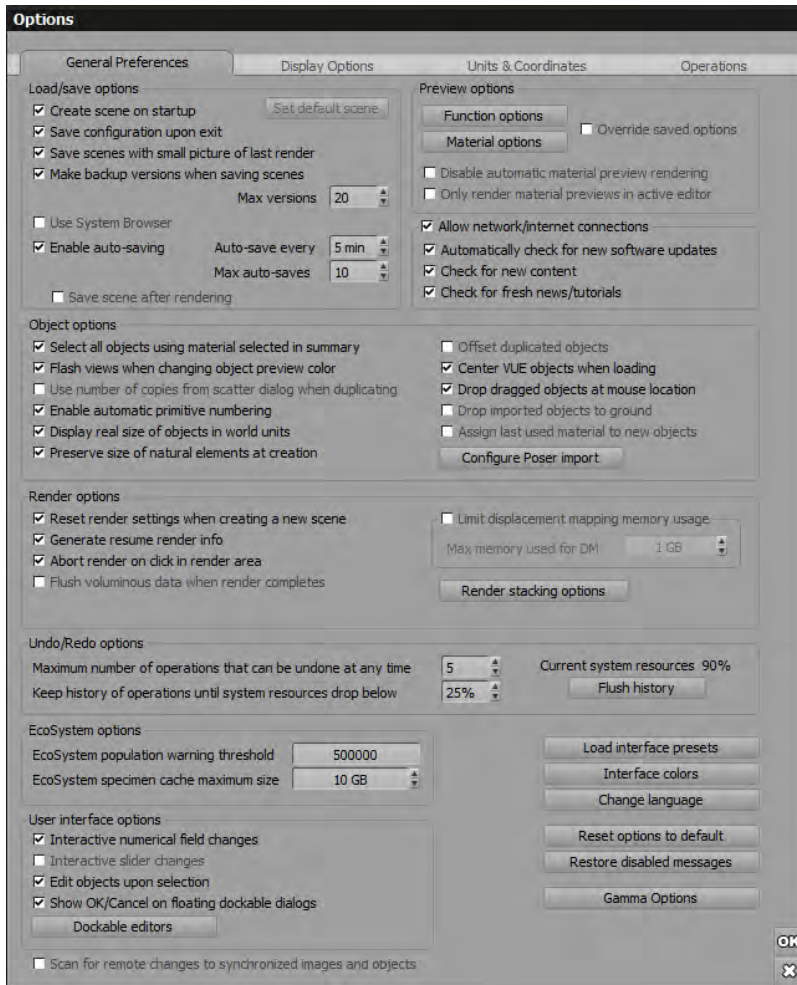 Options
General Preferences
Display Options
Units & Coordinates
Operations
Load/save options
Create scene on startup
Set default scene
Save configuration upon exit
Save scenes with small picture of last render
Make backup versions when saving scenes
Max versions 20
Use System Browser
Enable auto-saving
Auto-save every 5 min
Max auto-saves 10
Save scene after rendering
Preview options
Function options
Material options
Override saved options
Disable automatic material preview rendering
Only render material previews in active editor
Allow network/internet connections
Automatically check for new software updates
Check for new content
Check for fresh news/tutorials
Object options
Select all objects using material selected in summary
Flash views when changing object preview color
Use number of copies from scatter dialog when duplicating
Enable automatic primitive numbering
Display real size of objects in world units
Preserve size of natural elements at creation
Offset duplicated objects
Center VUE objects when loading
Drop dragged objects at mouse location
Drop imported objects to ground
Assign last used material to new objects
Configure Poser import
Render options
Reset render settings when creating a new scene
Generate resume render info
Abort render on click in render area
Flush voluminous data when render completes
Limit displacement mapping memory usage
Max memory used for DM 1 GB
Render stacking options
Undo/Redo options
Maximum number of operations that can be undone at any time 5
Keep history of operations until system resources drop below 25%
Current system resources 90%
Flush history
EcoSystem options
EcoSystem population warning threshold 500000
EcoSystem specimen cache maximum size 10 GB
User interface options
Interactive numerical field changes
Interactive slider changes
Edit objects upon selection
Show OK/Cancel on floating dockable dialogs
Dockable editors
Load interface presets
Interface colors
Change language
Reset options to default
Restore disabled messages
Gamma Options
Scan for remote changes to synchronized images and objects
OK